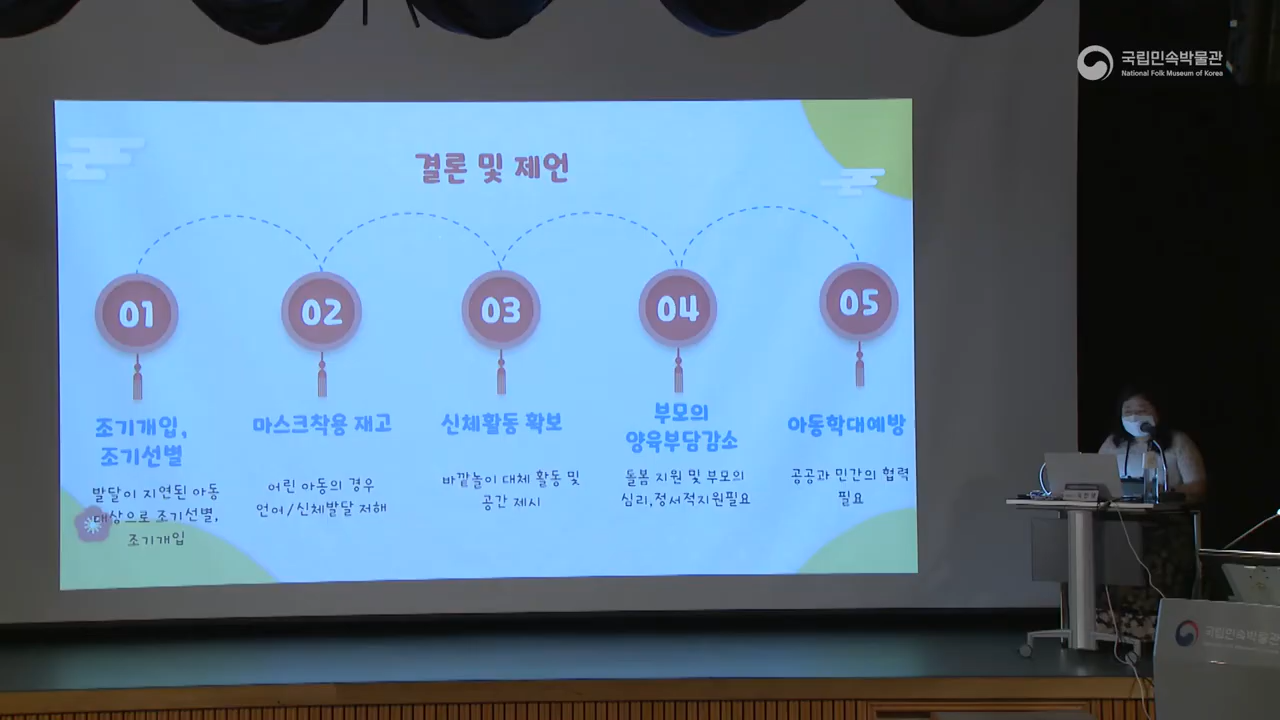 국립민속박물관
National Folk Museum of Korea
결론 및 제언
01
02
03
04
05
조기개입,
조기선별
발달이 지연된 아동
대상으로 조기선별,
조기개입
마스크착용 재고
어린 아동의 경우
언어/신체발달 저해
신체활동 확보
바깥놀이 대체 활동 및
공간 제시
부모의
양육부담감소
돌봄 지원 및 부모의
심리,정서적지원필요
아동학대예방
공공과 민간의 협력
필요
국립민속박물관